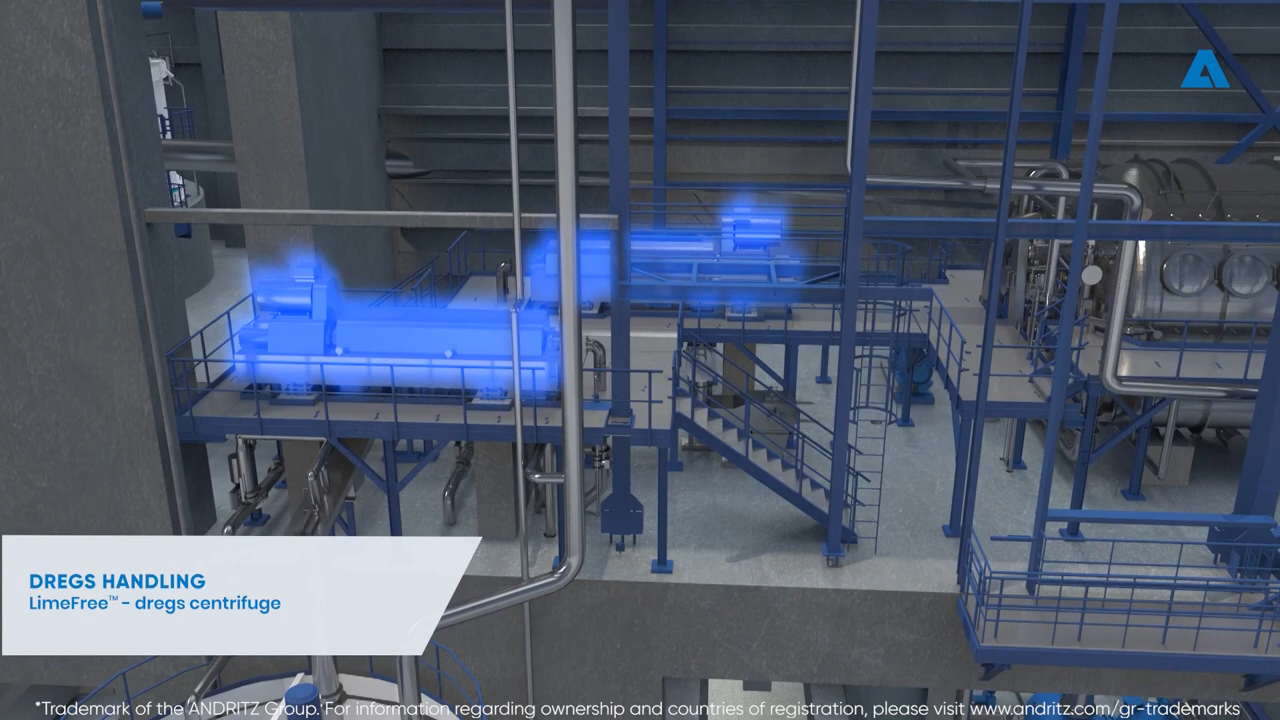 DREGS HANDLING
LimeFree™ - dregs centrifuge
*Trademark of the ANDRITZ Group. For information regarding ownership and countries of registration, please visit www.andritz.com/gr-trademarks